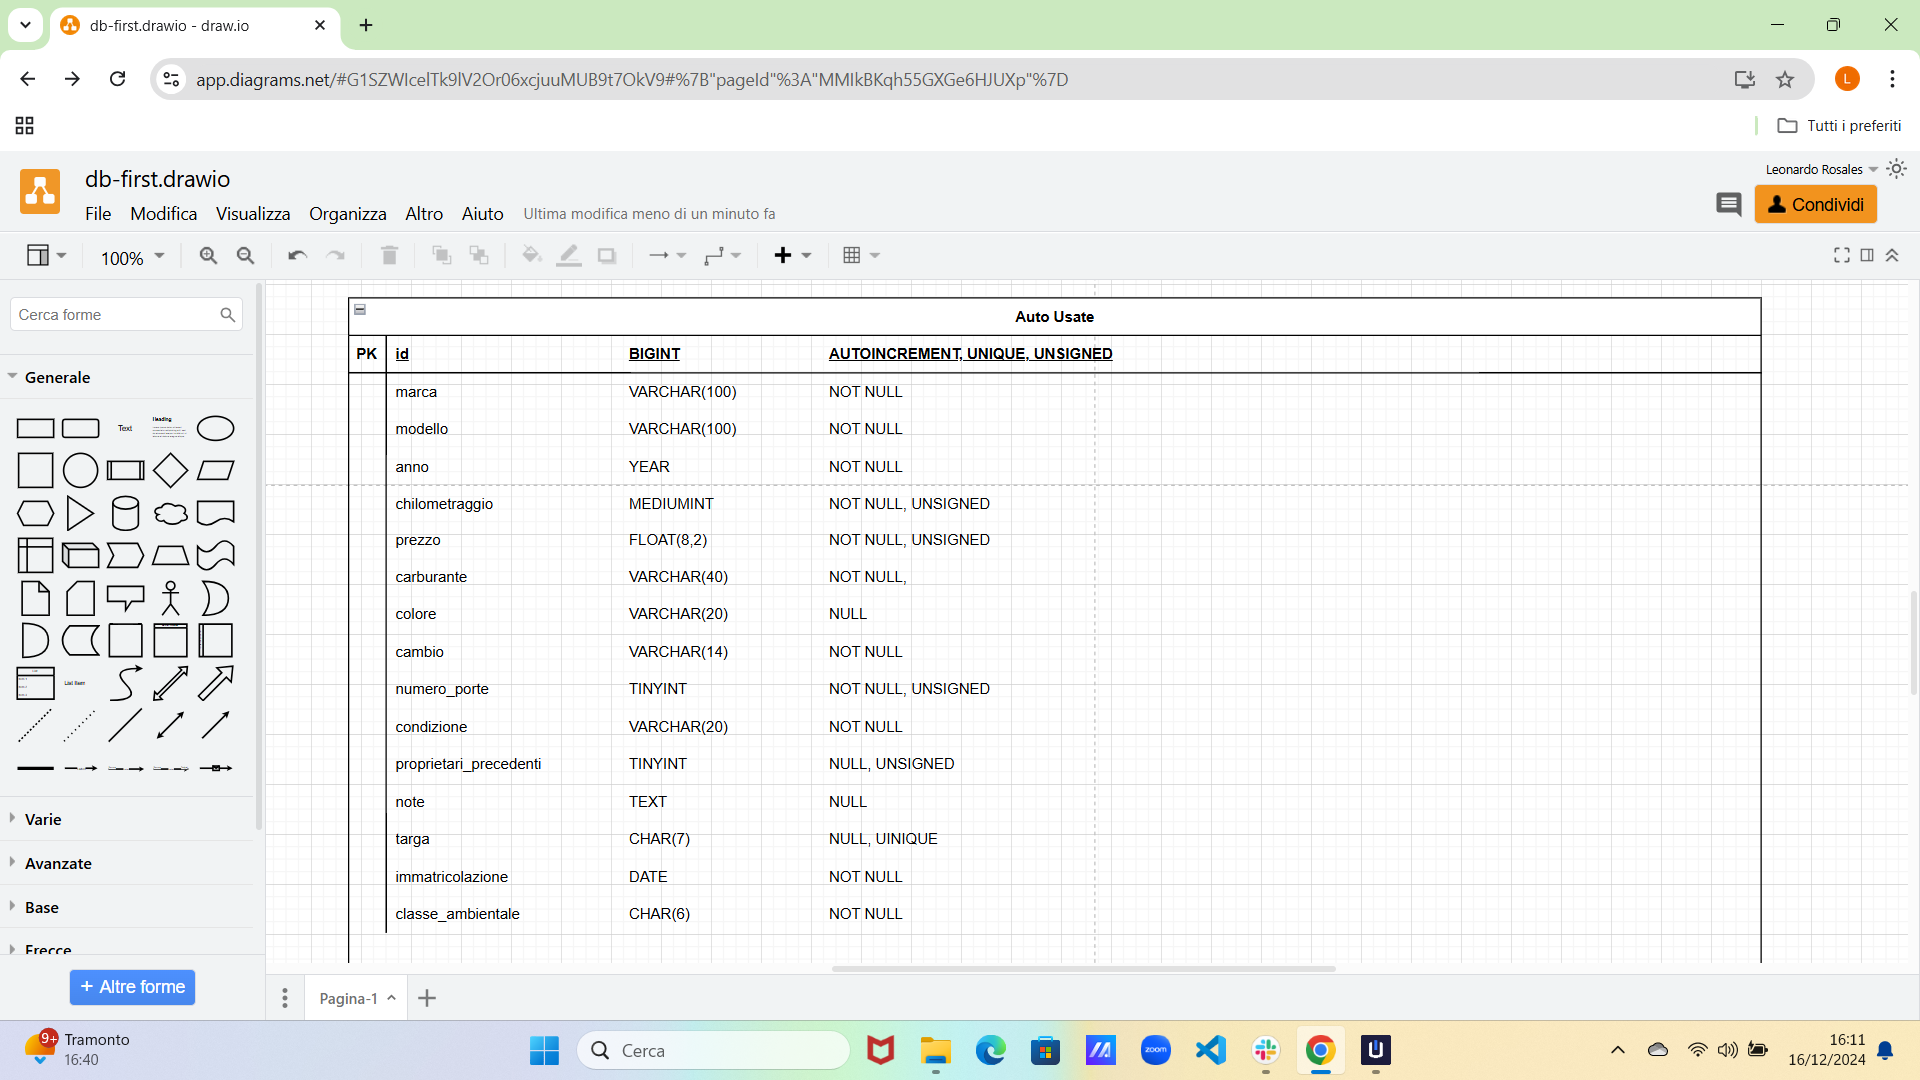 db-first.drawio - draw.io
app.diagrams.net/#G1SZWIcelTk9lV2Or06xcjuuMUB9t7OkV9#%7B"pageId"%3A"MMIkBKqh55GXGe6HJUXp"%7D
L
Tutti i preferiti
db-first.drawio
Leonardo Rosales
File Modifica Visualizza Organizza Altro Aiuto Ultima modifica meno di un minuto fa
Condividi
100%
Cerca forme
Generale
Text
Heading
List Item
Varie
Avanzate
Base
Frecce
+ Altre forme
Auto Usate
PK id BIGINT AUTOINCREMENT, UNIQUE, UNSIGNED
marca VARCHAR(100) NOT NULL
modello VARCHAR(100) NOT NULL
anno YEAR NOT NULL
chilometraggio MEDIUMINT NOT NULL, UNSIGNED
prezzo FLOAT(8,2) NOT NULL, UNSIGNED
carburante VARCHAR(40) NOT NULL,
colore VARCHAR(20) NULL
cambio VARCHAR(14) NOT NULL
numero_porte TINYINT NOT NULL, UNSIGNED
condizione VARCHAR(20) NOT NULL
proprietari_precedenti TINYINT NULL, UNSIGNED
note TEXT NULL
targa CHAR(7) NULL, UINIQUE
immatricolazione DATE NOT NULL
classe_ambientale CHAR(6) NOT NULL
Pagina-1
9+
Tramonto
16:40
Cerca
zoom
16:11
16/12/2024